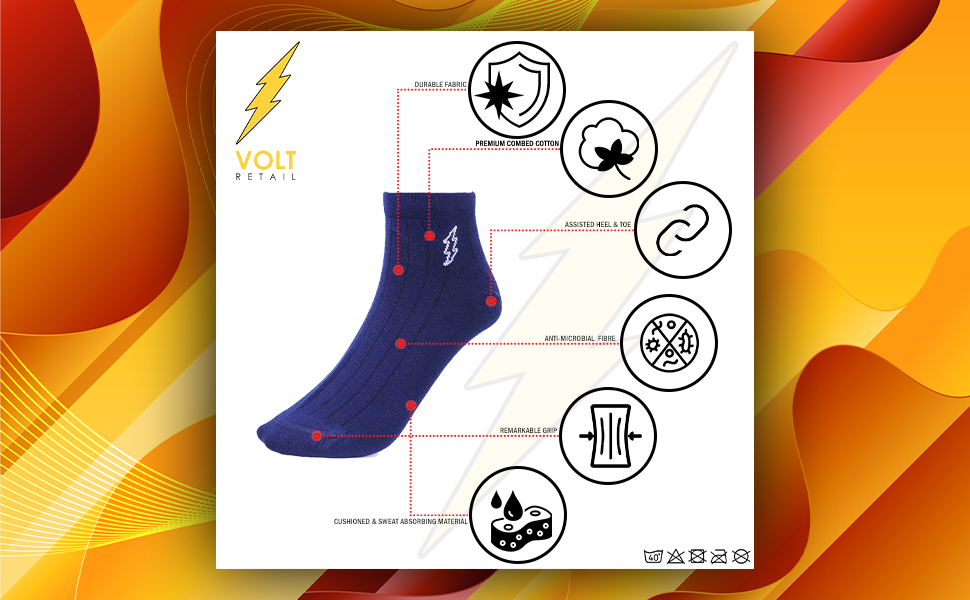 VOLT
RETAIL
DURABLE FABRIC
PREMIUM COMBED COTTON
ASSISTED HEEL & TOE
ANTI-MICROBIAL FIBRE
REMARKABLE GRIP
CUSHIONED & SWEAT ABSORBING MATERIAL
40°